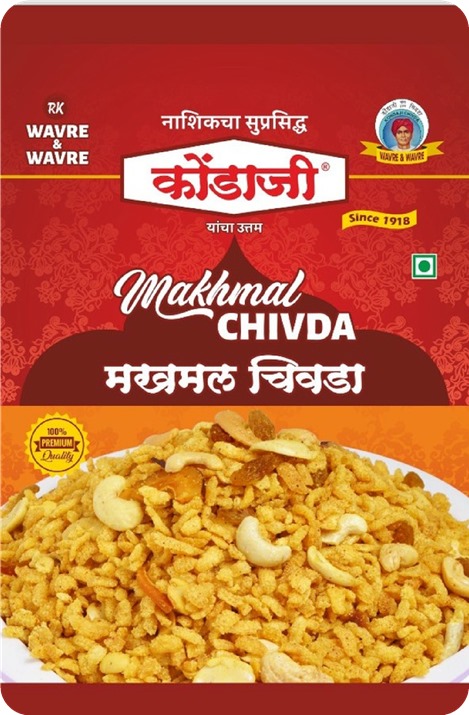 RK
WAVRE
&
WAVRE
नाशिकचा सुप्रसिद्ध
कोंडाजी®
यांचा उत्तम
WAVRE & WAVRE
Since 1918
Makhmal
CHIVDA
मखमल चिवडा
100%
PREMIUM
Quality